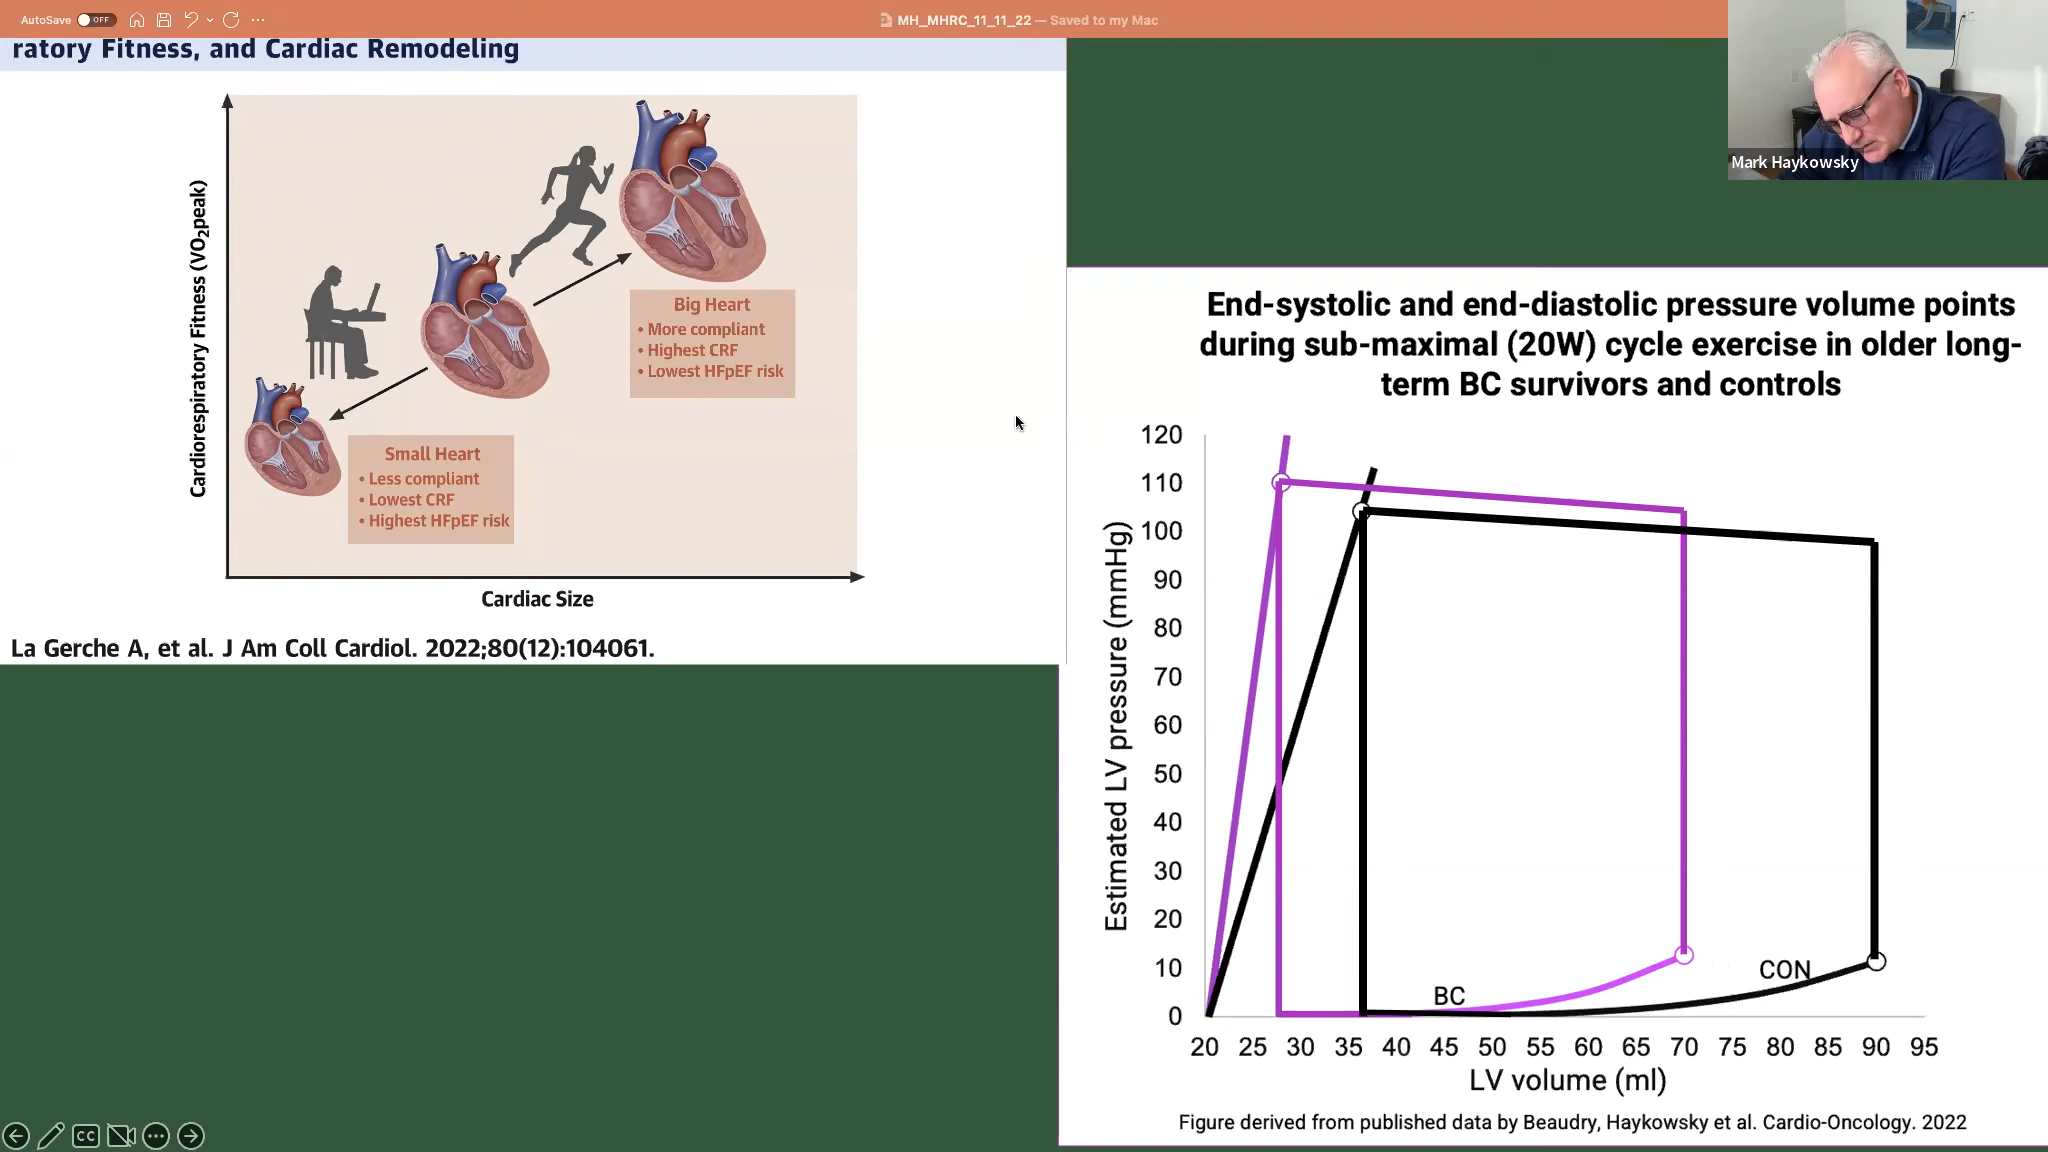 AutoSave OFF
MH_MHRC_11_11_22 — Saved to my Mac
ratory Fitness, and Cardiac Remodeling
Mark Haykowsky
Cardiorespiratory Fitness (VO2peak)
Big Heart
• More compliant
• Highest CRF
• Lowest HFpEF risk
Small Heart
• Less compliant
• Lowest CRF
• Highest HFpEF risk
Cardiac Size
La Gerche A, et al. J Am Coll Cardiol. 2022;80(12):104061.
End-systolic and end-diastolic pressure volume points
during sub-maximal (20W) cycle exercise in older long-
term BC survivors and controls
Estimated LV pressure (mmHg)
120
110
100
90
80
70
60
50
40
30
20
10
0
BC
CON
20 25 30 35 40 45 50 55 60 65 70 75 80 85 90 95
LV volume (ml)
Figure derived from published data by Beaudry, Haykowsky et al. Cardio-Oncology. 2022
CC